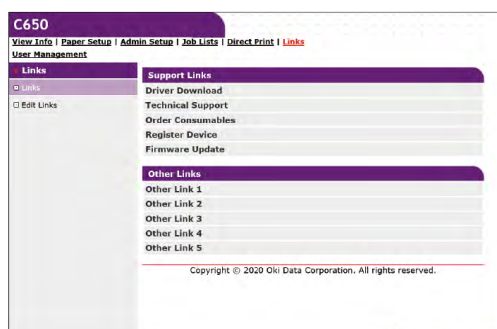 C650
View Info | Paper Setup | Admin Setup | Job Lists | Direct Print | Links
User Management
Links
Links
Edit Links
Support Links
Driver Download
Technical Support
Order Consumables
Register Device
Firmware Update
Other Links
Other Link 1
Other Link 2
Other Link 3
Other Link 4
Other Link 5
Copyright © 2020 Oki Data Corporation. All rights reserved.